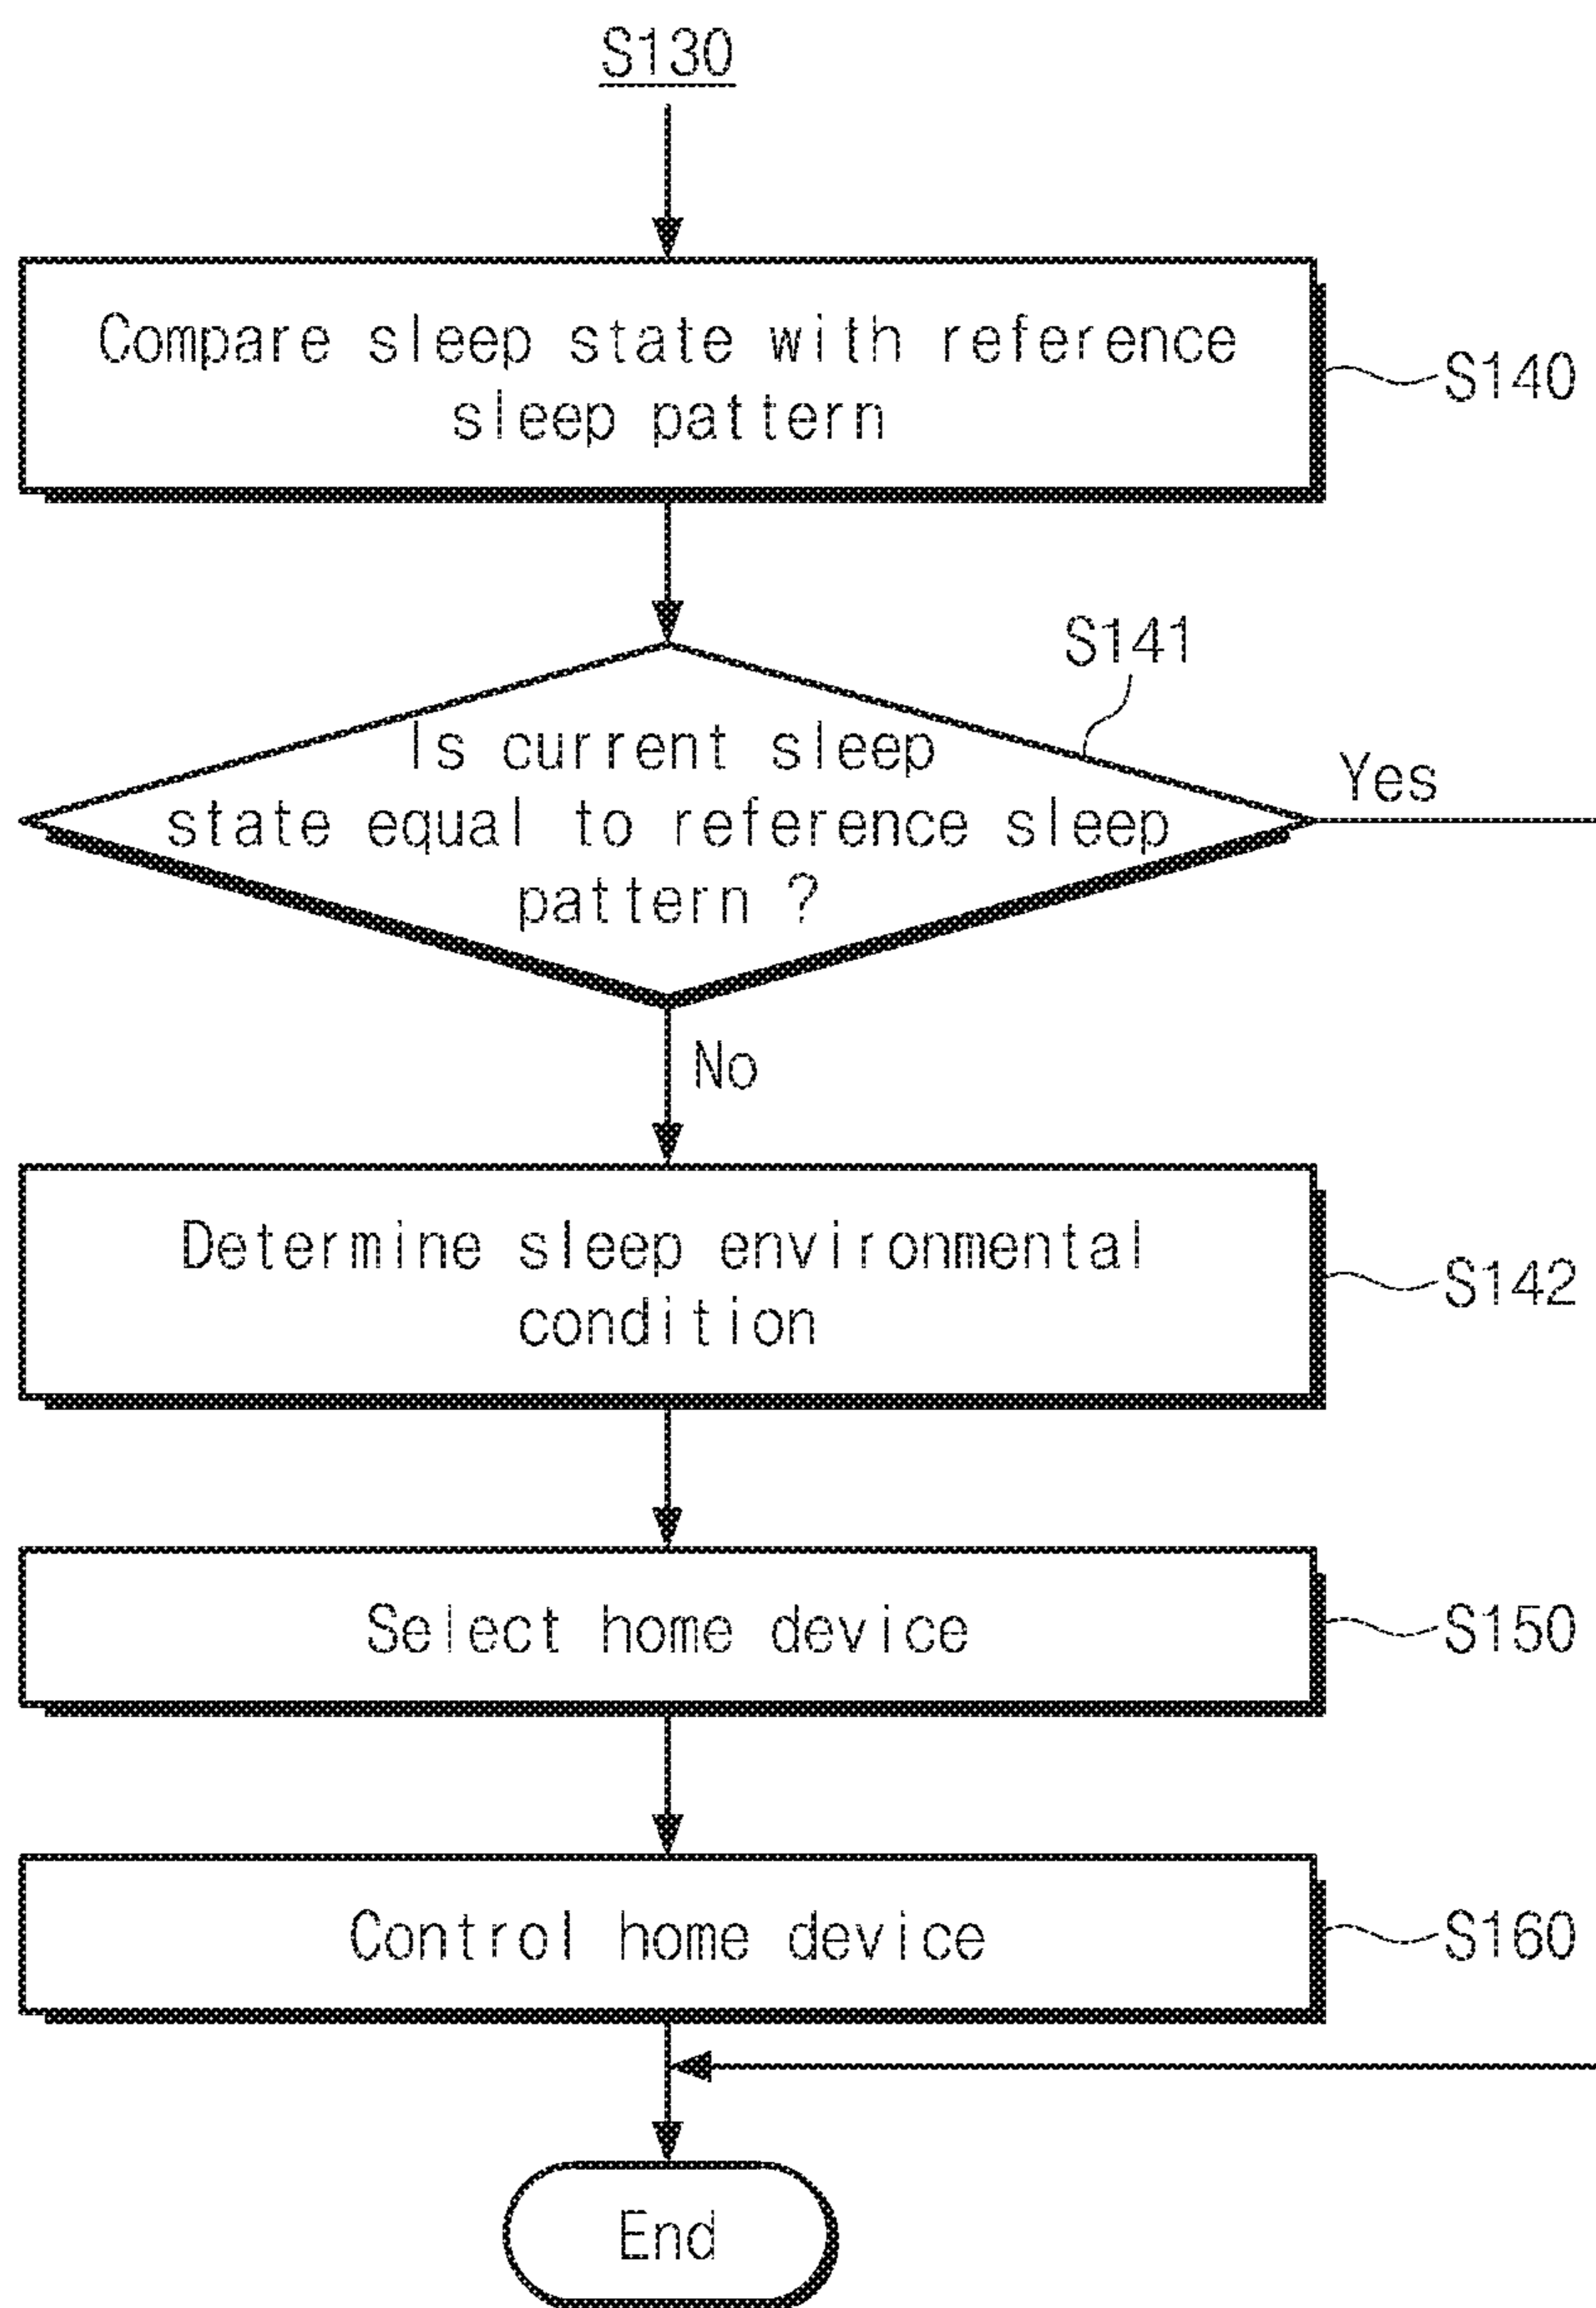 S130
Compare sleep state with reference
sleep pattern
S140
S141
Is current sleep
state equal to reference sleep
pattern ?
Yes
No
Determine sleep environmental
condition
S142
Select home device
S150
Control home device
S160
End